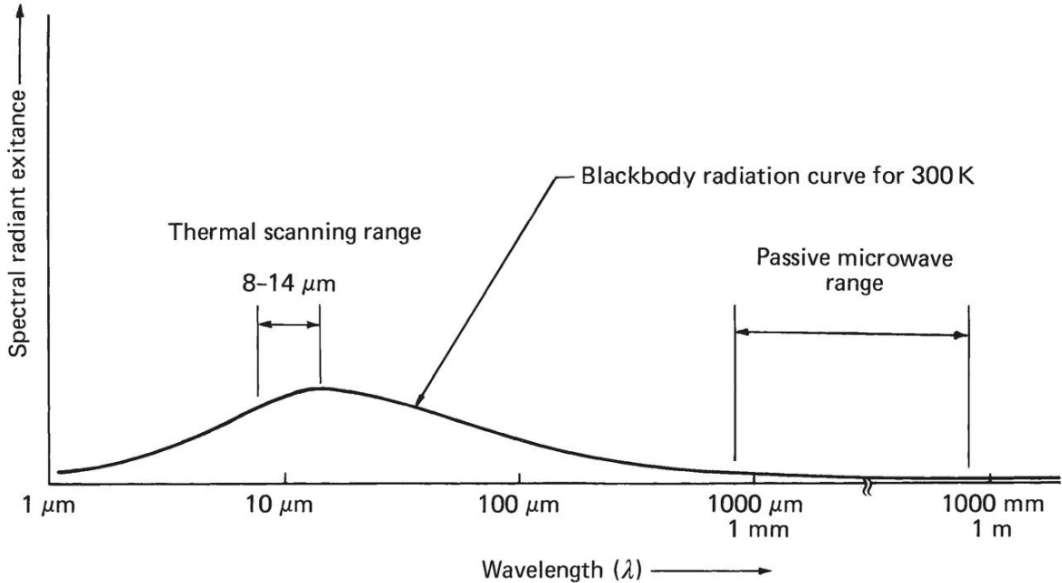 Spectral radiant exitance
Blackbody radiation curve for 300 K
Thermal scanning range
8–14 μm
Passive microwave
range
1 μm
10 μm
100 μm
1000 μm
1 mm
1000 mm
1 m
Wavelength (λ)